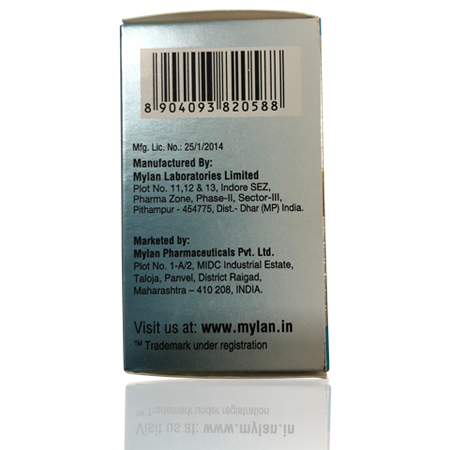 8 904093 820588
Mfg. Lic. No.: 25/1/2014
Manufactured By:
Mylan Laboratories Limited
Plot No. 11,12 & 13, Indore SEZ,
Pharma Zone, Phase-II, Sector-III,
Pithampur - 454775, Dist.- Dhar (MP) India.
Marketed by:
Mylan Pharmaceuticals Pvt. Ltd.
Plot No. 1-A/2, MIDC Industrial Estate,
Taloja, Panvel, District Raigad,
Maharashtra – 410 208, INDIA.
Visit us at: www.mylan.in
™ Trademark under registration